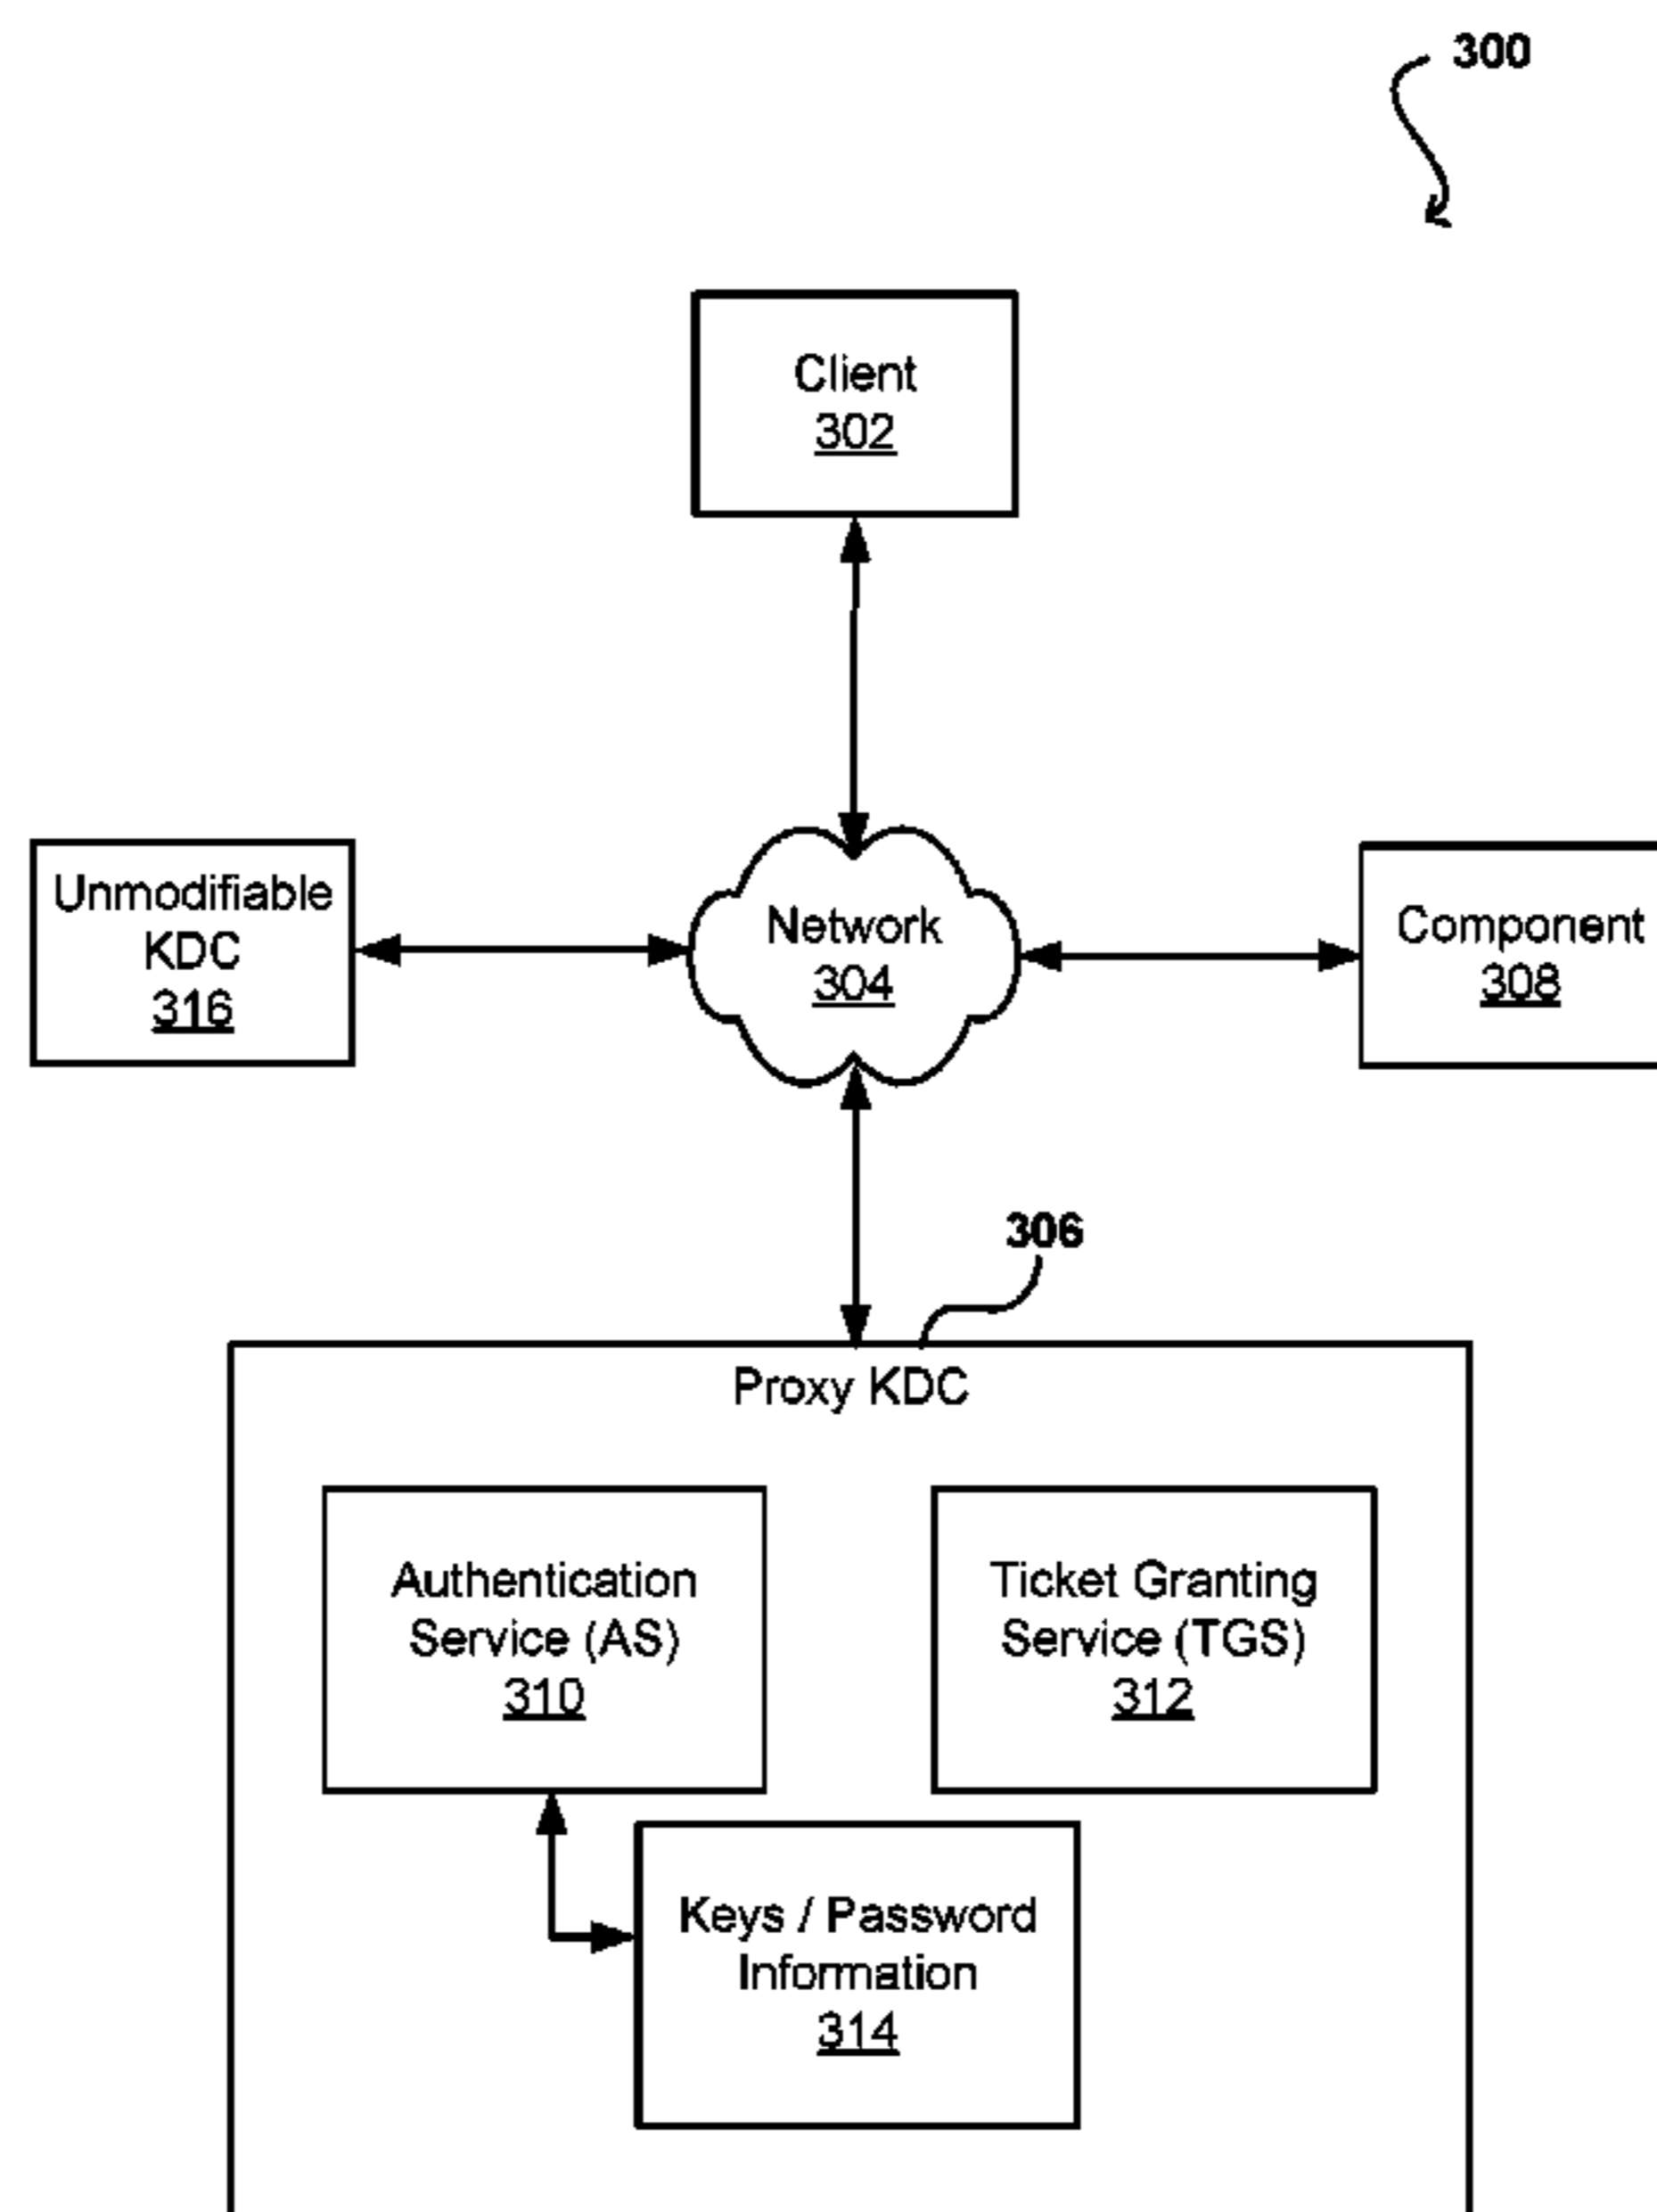 300
Client
302
Unmodifiable
KDC
316
Network
304
Component
308
306
Proxy KDC
Authentication
Service (AS)
310
Ticket Granting
Service (TGS)
312
Keys / Password
Information
314